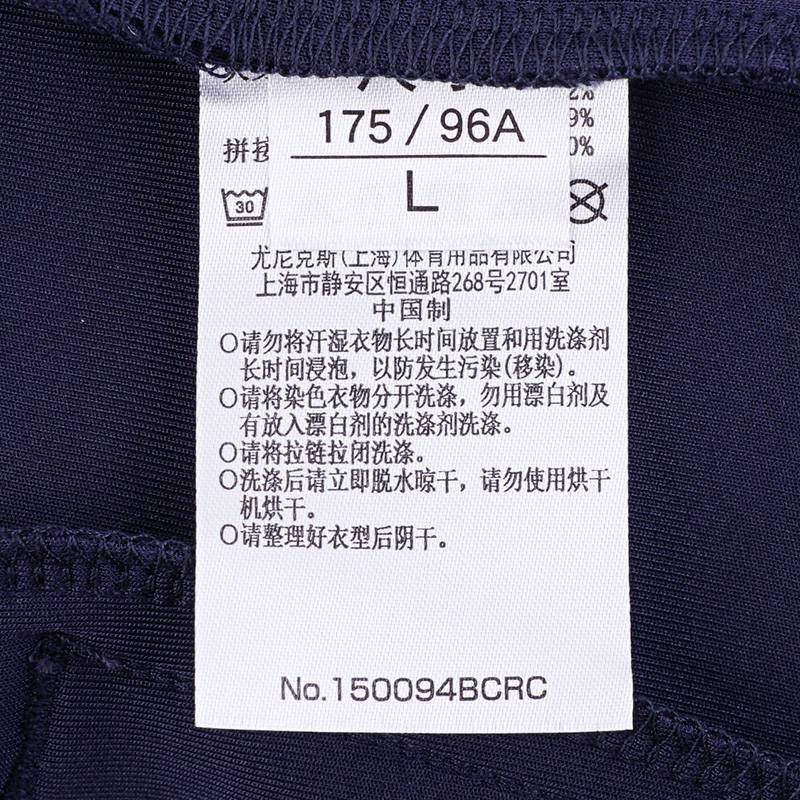 175/96A
L
拼接
30
尤尼克斯(上海)体育用品有限公司
上海市静安区恒通路268号2701室
中国制
○请勿将汗湿衣物长时间放置和用洗涤剂
长时间浸泡，以防发生污染(移染)。
○请将染色衣物分开洗涤，勿用漂白剂及
有放入漂白剂的洗涤剂洗涤。
○请将拉链拉闭洗涤。
○洗涤后请立即脱水晾干，请勿使用烘干
机烘干。
○请整理好衣型后阴干。
No.150094BCRC